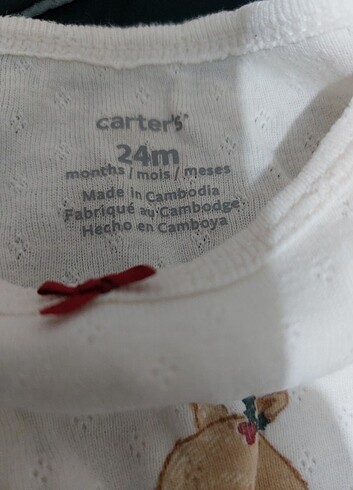 carter's
24m
months / mois / meses
Made in Cambodia
Fabriqué au Cambodge
Hecho en Camboya